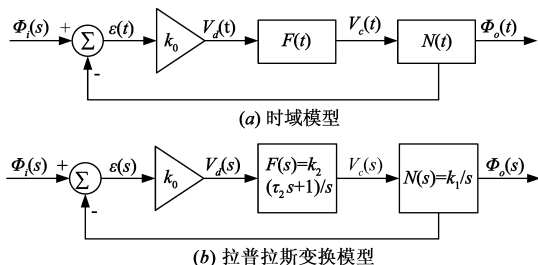 Φi(s) + Σ ε(t) k0 Vd(t) F(t) Vc(t) N(t) Φo(t)
-
(a) 时域模型
Φi(s) + Σ ε(s) k0 Vd(s) F(s)=k2 (τ2s+1)/s Vc(s) N(s)=k1/s Φo(s)
-
(b) 拉普拉斯变换模型